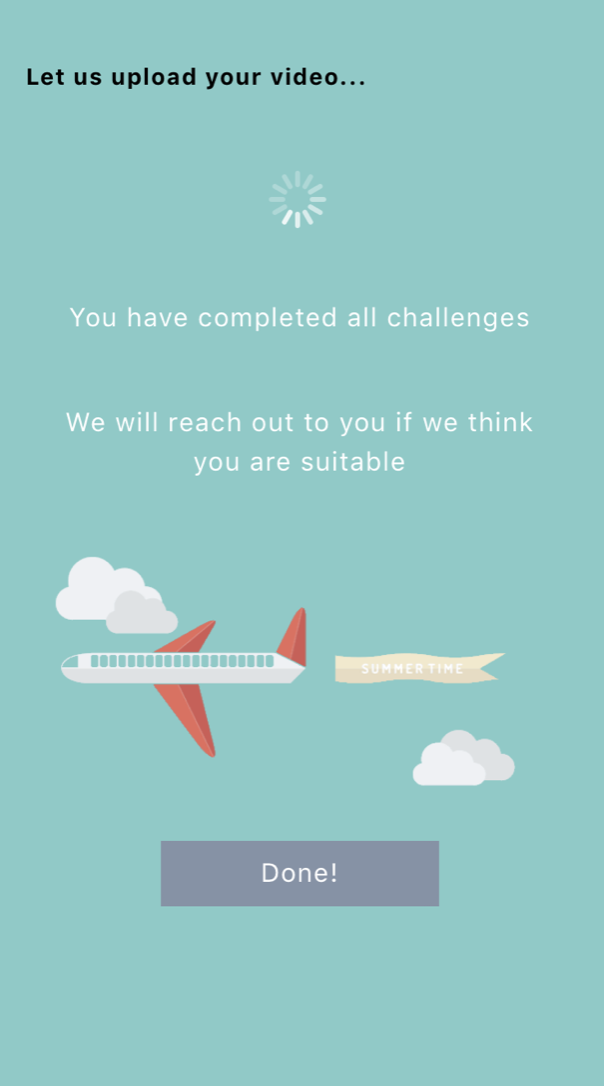 Let us upload your video...
You have completed all challenges
We will reach out to you if we think
you are suitable
SUMMER TIME
Done!